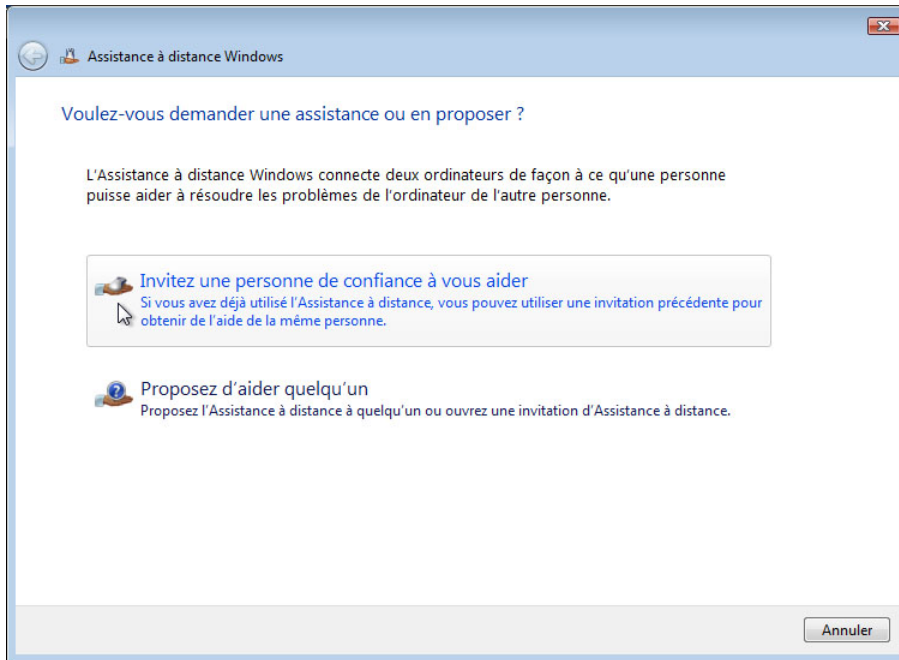 Assistance à distance Windows
Voulez-vous demander une assistance ou en proposer ?
L'Assistance à distance Windows connecte deux ordinateurs de façon à ce qu'une personne
puisse aider à résoudre les problèmes de l'ordinateur de l'autre personne.
Invitez une personne de confiance à vous aider
Si vous avez déjà utilisé l'Assistance à distance, vous pouvez utiliser une invitation précédente pour
obtenir de l'aide de la même personne.
Proposez d'aider quelqu'un
Proposez l'Assistance à distance à quelqu'un ou ouvrez une invitation d'Assistance à distance.
Annuler